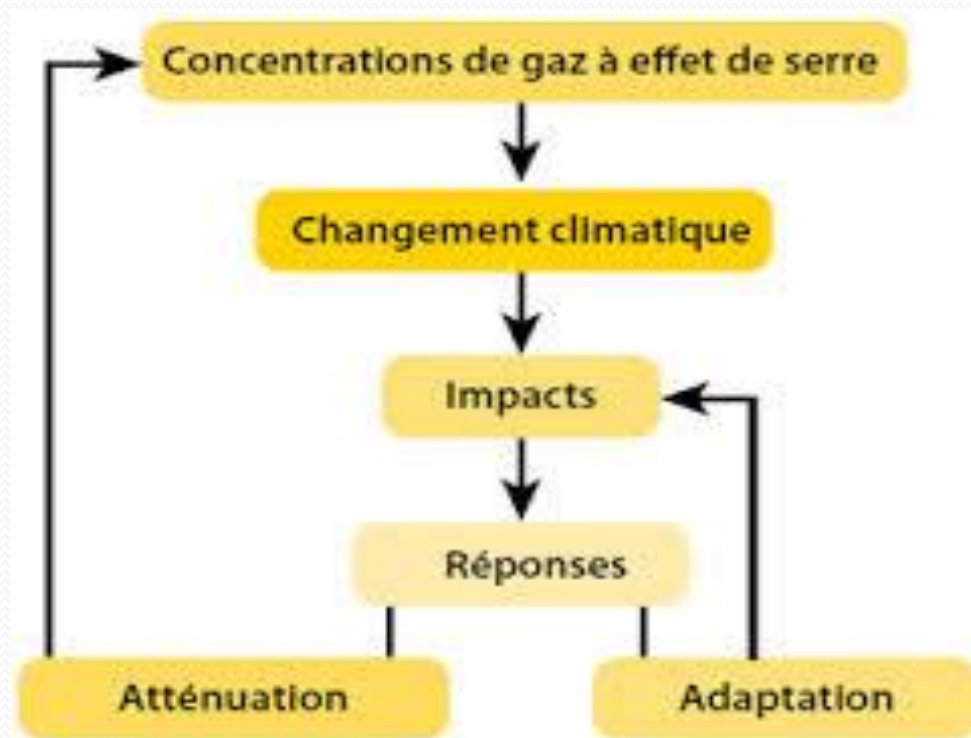 Concentrations de gaz à effet de serre
Changement climatique
Impacts
Réponses
Atténuation
Adaptation